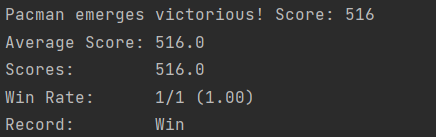 Pacman emerges victorious! Score: 516
Average Score: 516.0
Scores:        516.0
Win Rate:      1/1 (1.00)
Record:        Win